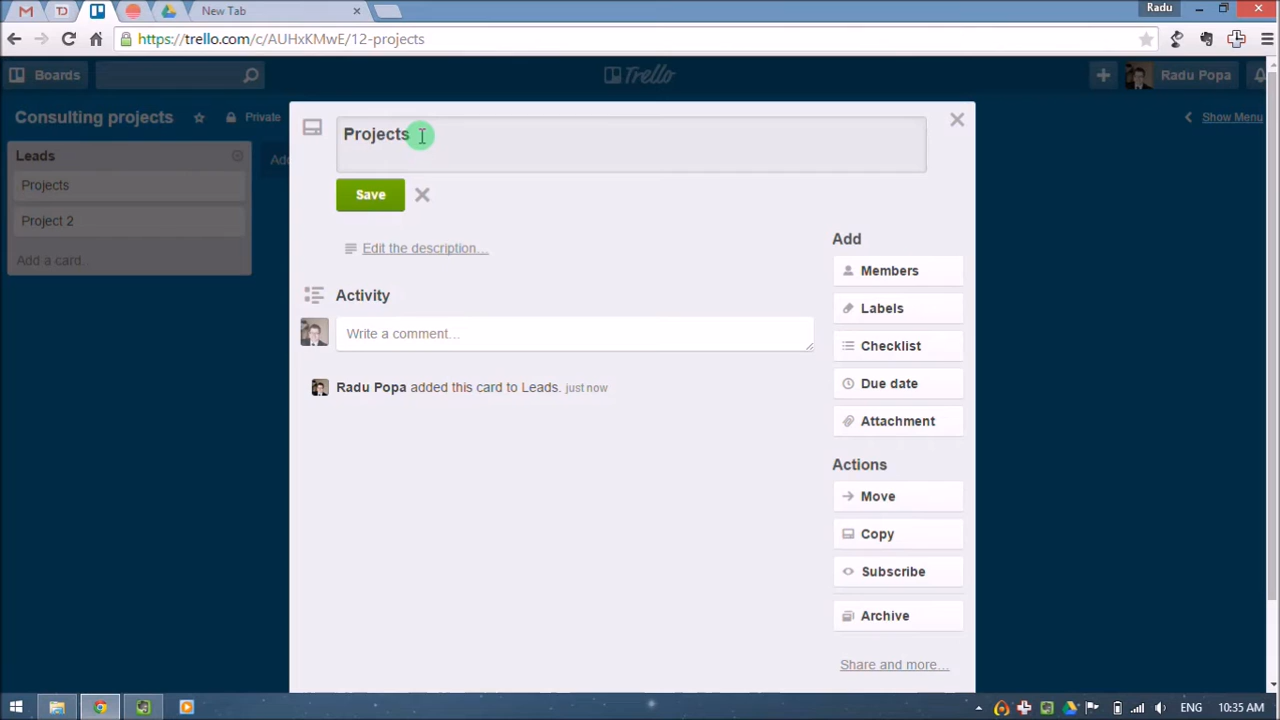 New Tab
Radu
https://trello.com/c/AUHxKMwE/12-projects
Boards
Trello
Radu Popa
Consulting projects
Private
Show Menu
Leads
Add
Projects
Project 2
Add a card…
Projects
Save
Edit the description…
Activity
Write a comment…
Radu Popa added this card to Leads. just now
Add
Members
Labels
Checklist
Due date
Attachment
Actions
Move
Copy
Subscribe
Archive
Share and more…
ENG
10:35 AM